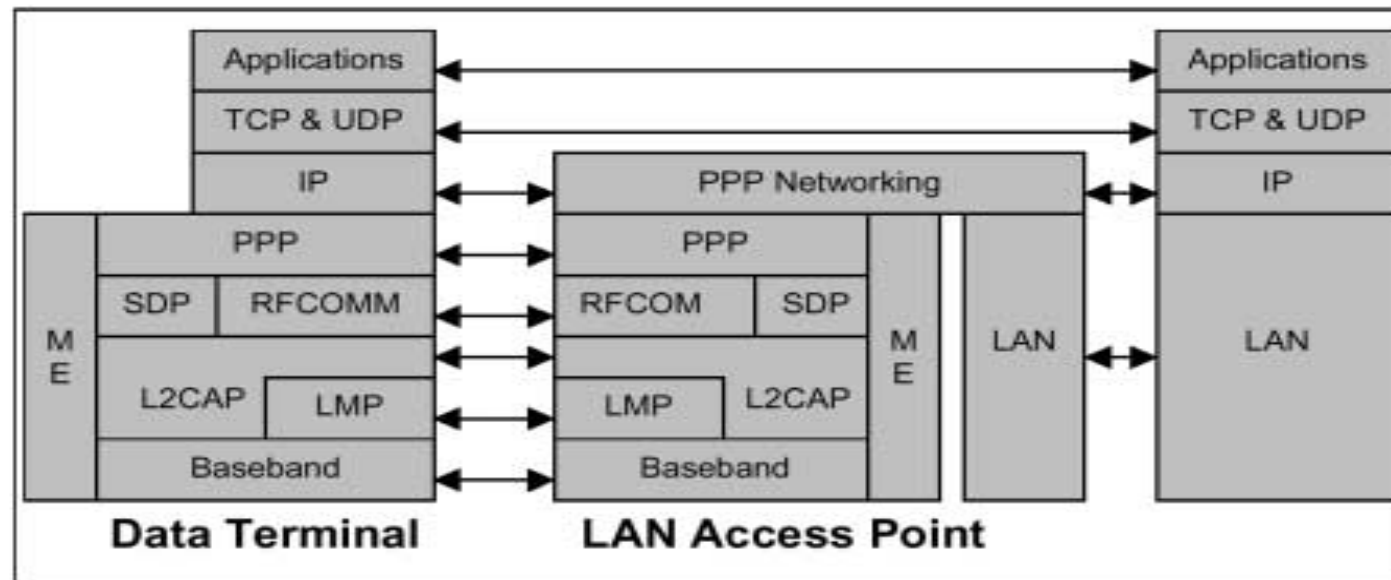 Applications
Applications
TCP & UDP
TCP & UDP
IP
PPP Networking
IP
PPP
PPP
SDP
RFCOMM
RFCOM
SDP
M
E
M
E
LAN
LAN
L2CAP
LMP
LMP
L2CAP
Baseband
Baseband
Data Terminal
LAN Access Point